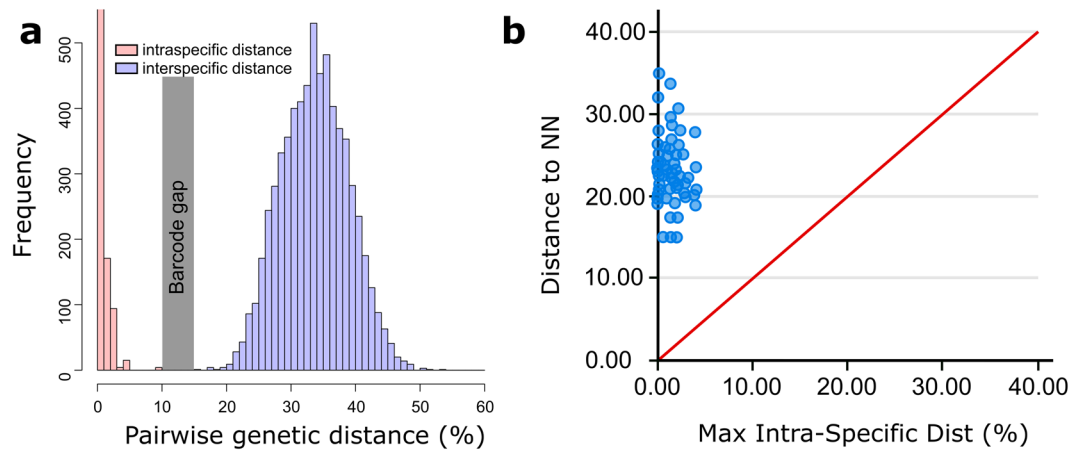 a
intraspecific distance
interspecific distance
Frequency
0
100
200
300
400
500
Barcode gap
0 10 20 30 40 50 60
Pairwise genetic distance (%)
b
Distance to NN
40.00
30.00
20.00
10.00
0.00
0.00 10.00 20.00 30.00 40.00
Max Intra-Specific Dist (%)